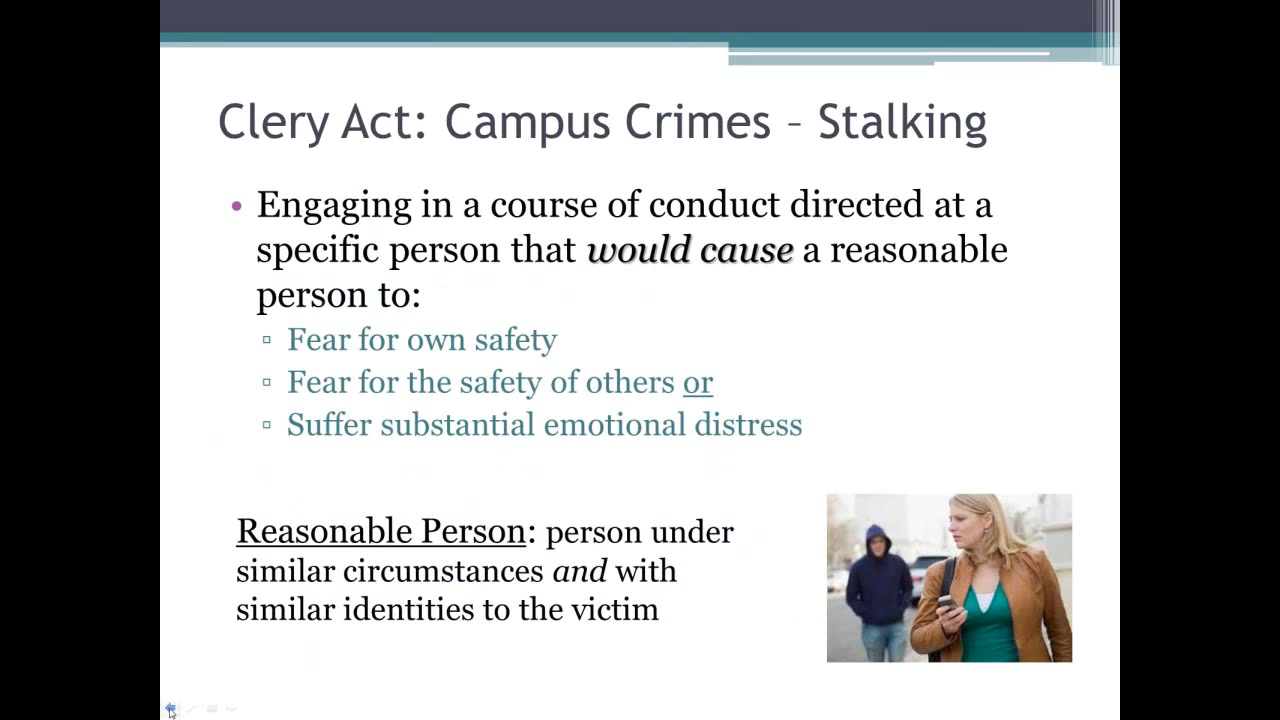 Clery Act: Campus Crimes – Stalking
• Engaging in a course of conduct directed at a
specific person that would cause a reasonable
person to:
▫ Fear for own safety
▫ Fear for the safety of others or
▫ Suffer substantial emotional distress
Reasonable Person: person under
similar circumstances and with
similar identities to the victim